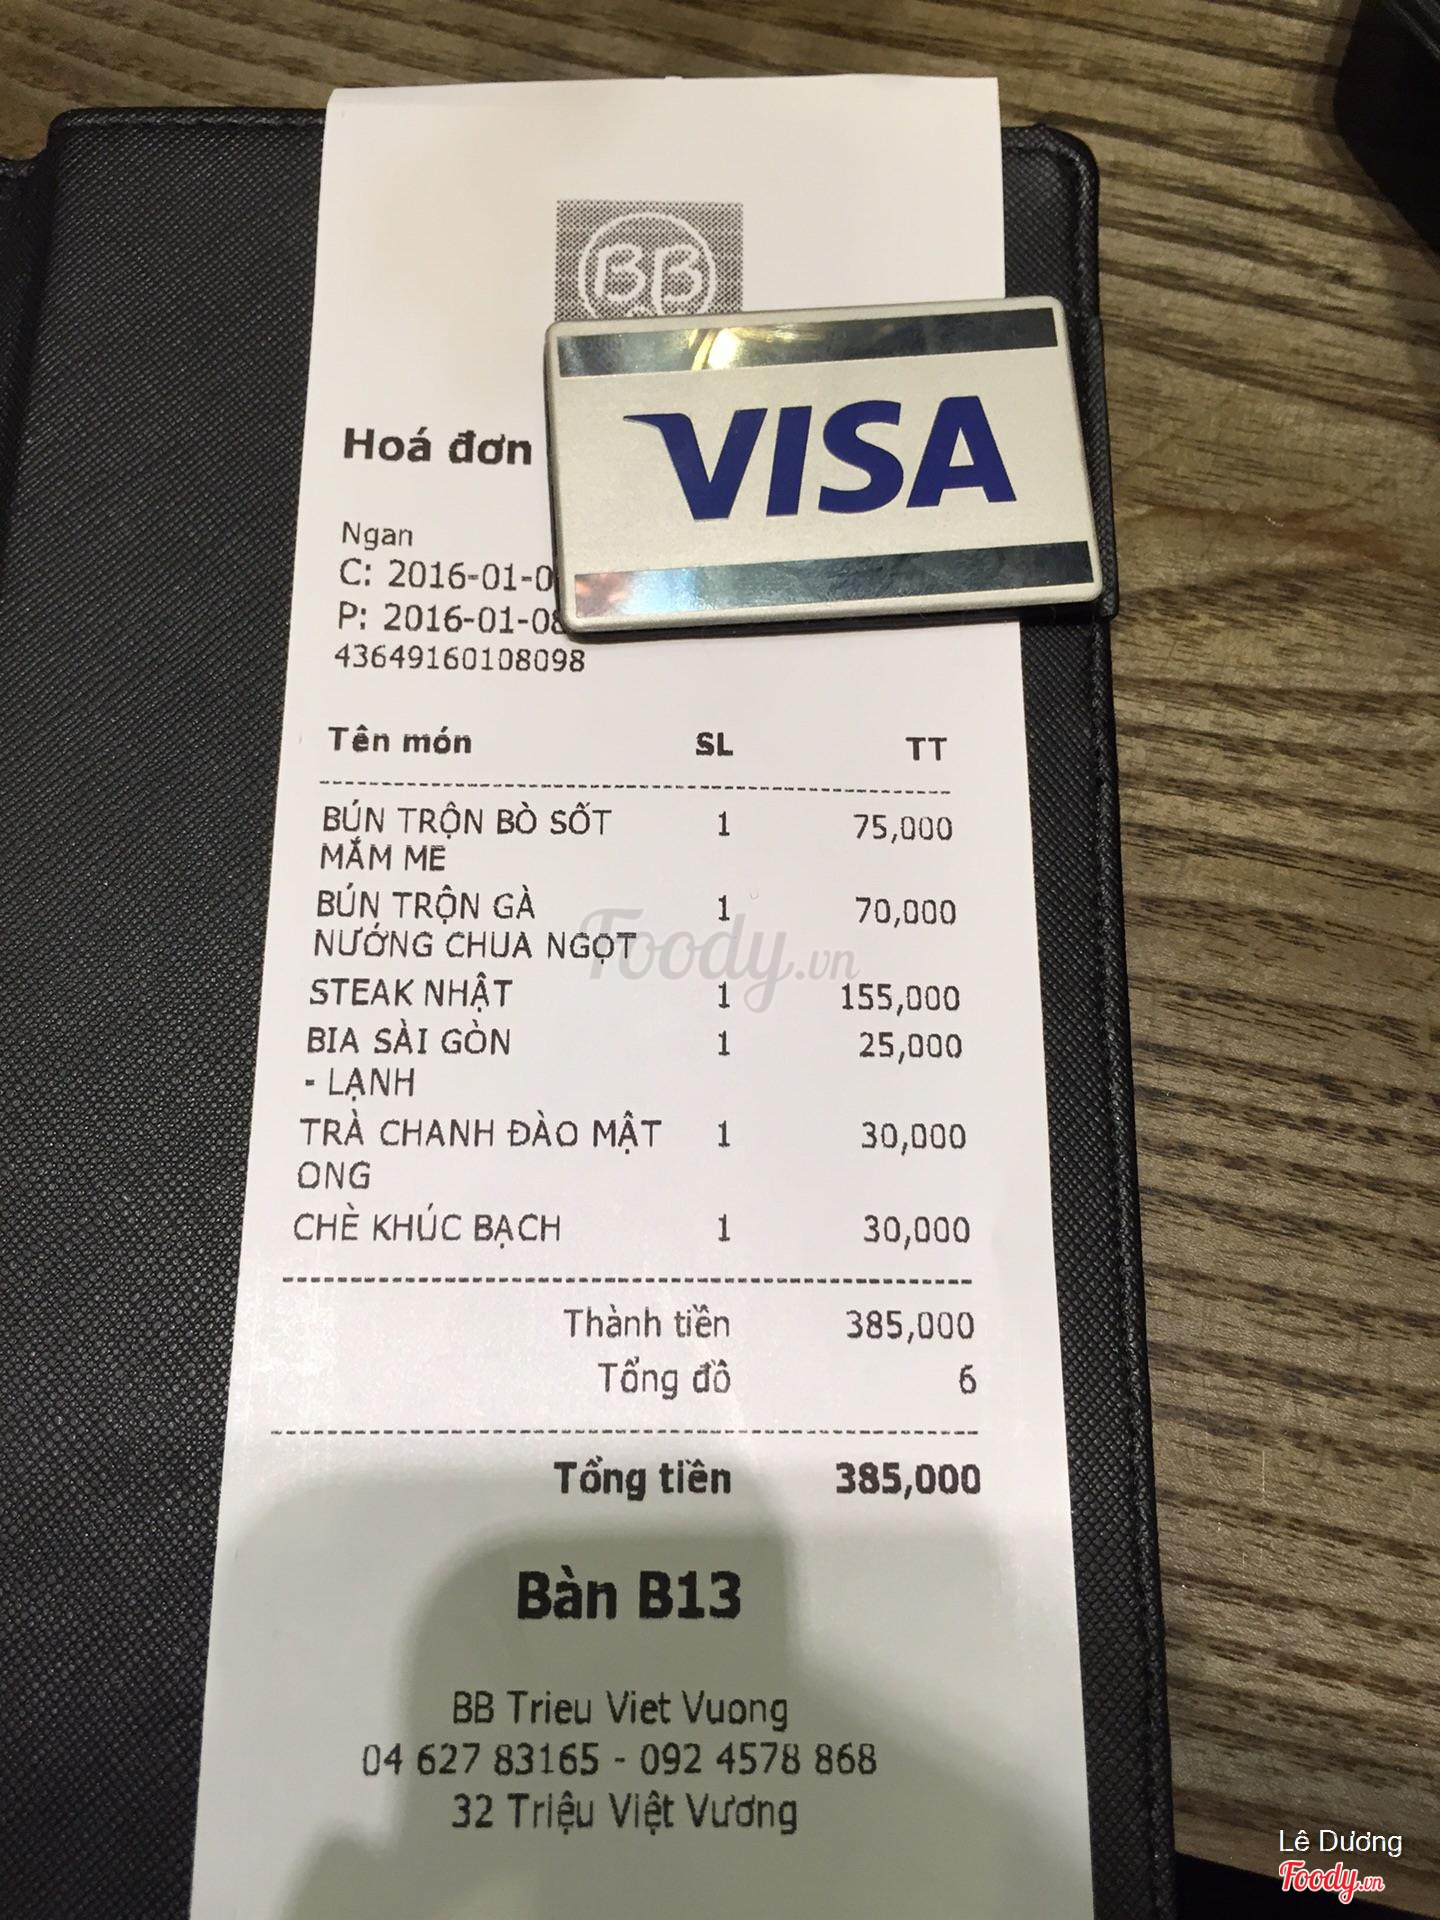 BB
VISA
Hoá đơn
Ngan
C: 2016-01-0
P: 2016-01-08
43649160108098
Tên món SL TT
BÚN TRỘN BÒ SỐT 1 75,000
MẮM ME
BÚN TRỘN GÀ 1 70,000
NƯỚNG CHUA NGỌT
STEAK NHẬT 1 155,000
BIA SÀI GÒN 1 25,000
- LẠNH
TRÀ CHANH ĐÀO MẬT 1 30,000
ONG
CHÈ KHÚC BẠCH 1 30,000
Thành tiền 385,000
Tổng đồ 6
Tổng tiền 385,000
Bàn B13
BB Trieu Viet Vuong
04 627 83165 - 092 4578 868
32 Triệu Việt Vương
Foody.vn
Lê Dương
Foody.vn